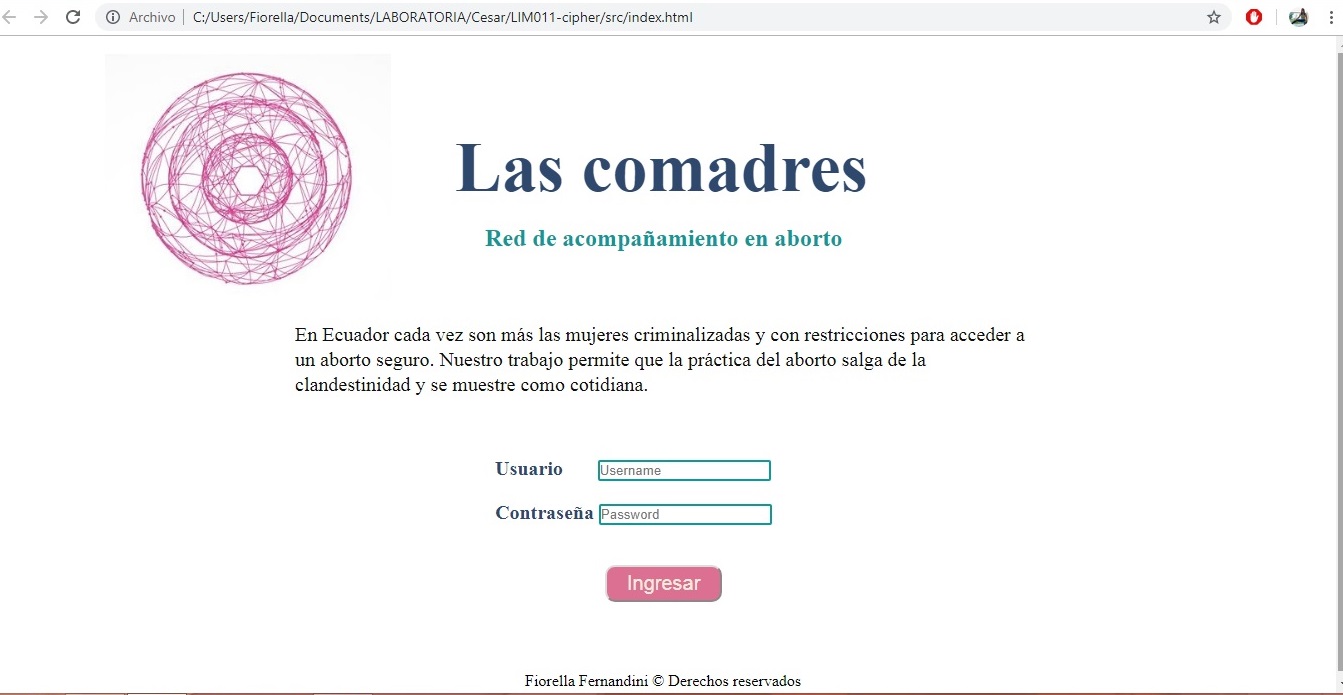 Archivo | C:/Users/Fiorella/Documents/LABORATORIA/Cesar/LIM011-cipher/src/index.html
Las comadres
Red de acompañamiento en aborto
En Ecuador cada vez son más las mujeres criminalizadas y con restricciones para acceder a
un aborto seguro. Nuestro trabajo permite que la práctica del aborto salga de la
clandestinidad y se muestre como cotidiana.
Usuario Username
Contraseña Password
Ingresar
Fiorella Fernandini © Derechos reservados